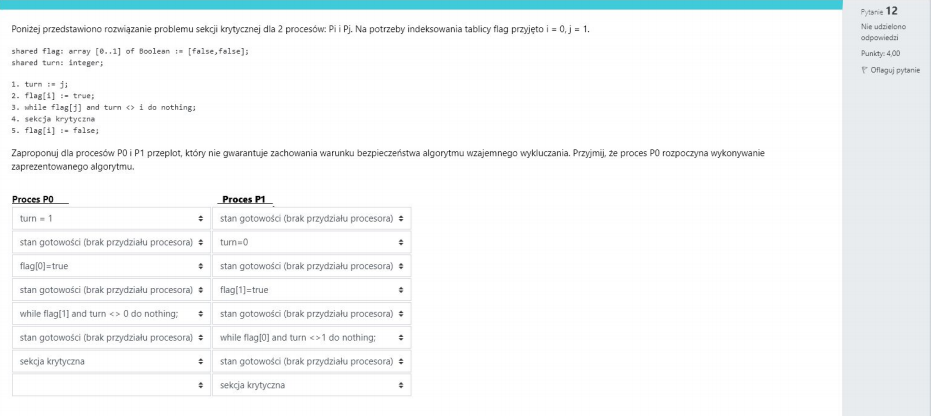 Poniżej przedstawiono rozwiązanie problemu sekcji krytycznej dla 2 procesów: Pi i Pj. Na potrzeby indeksowania tablicy flag przyjęto i = 0, j = 1.
shared flag: array [0..1] of Boolean := [false,false];
shared turn: integer;
1. turn := j;
2. flag[i] := true;
3. while flag[j] and turn <> i do nothing;
4. sekcja krytyczna
5. flag[i] := false;
Zaproponuj dla procesów P0 i P1 przeplot, który nie gwarantuje zachowania warunku bezpieczeństwa algorytmu wzajemnego wykluczania. Przyjmij, że proces P0 rozpoczyna wykonywanie
zaprezentowanego algorytmu.
Proces P0 Proces P1
turn = 1 stan gotowości (brak przydziału procesora)
stan gotowości (brak przydziału procesora) turn=0
flag[0]=true stan gotowości (brak przydziału procesora)
stan gotowości (brak przydziału procesora) flag[1]=true
while flag[1] and turn <> 0 do nothing; stan gotowości (brak przydziału procesora)
stan gotowości (brak przydziału procesora) while flag[0] and turn <>1 do nothing;
sekcja krytyczna stan gotowości (brak przydziału procesora)
sekcja krytyczna
Pytanie 12
Nie udzielono
odpowiedzi
Punkty: 4,00
Oflaguj pytanie